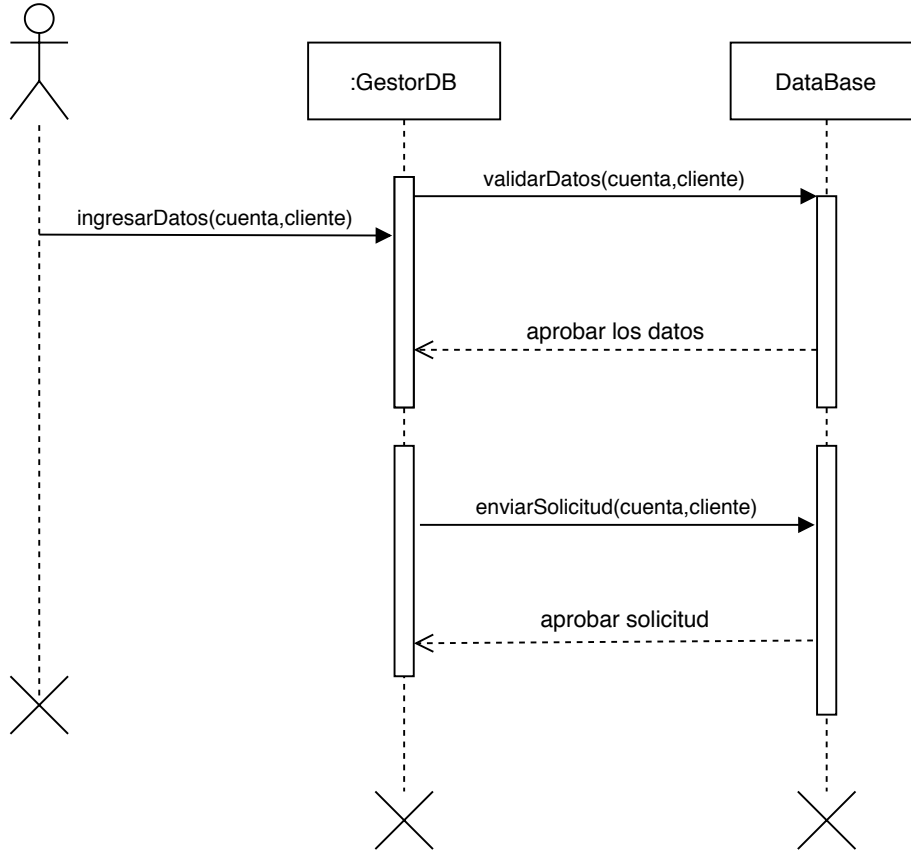 :GestorDB
DataBase
validarDatos(cuenta,cliente)
ingresarDatos(cuenta,cliente)
aprobar los datos
enviarSolicitud(cuenta,cliente)
aprobar solicitud